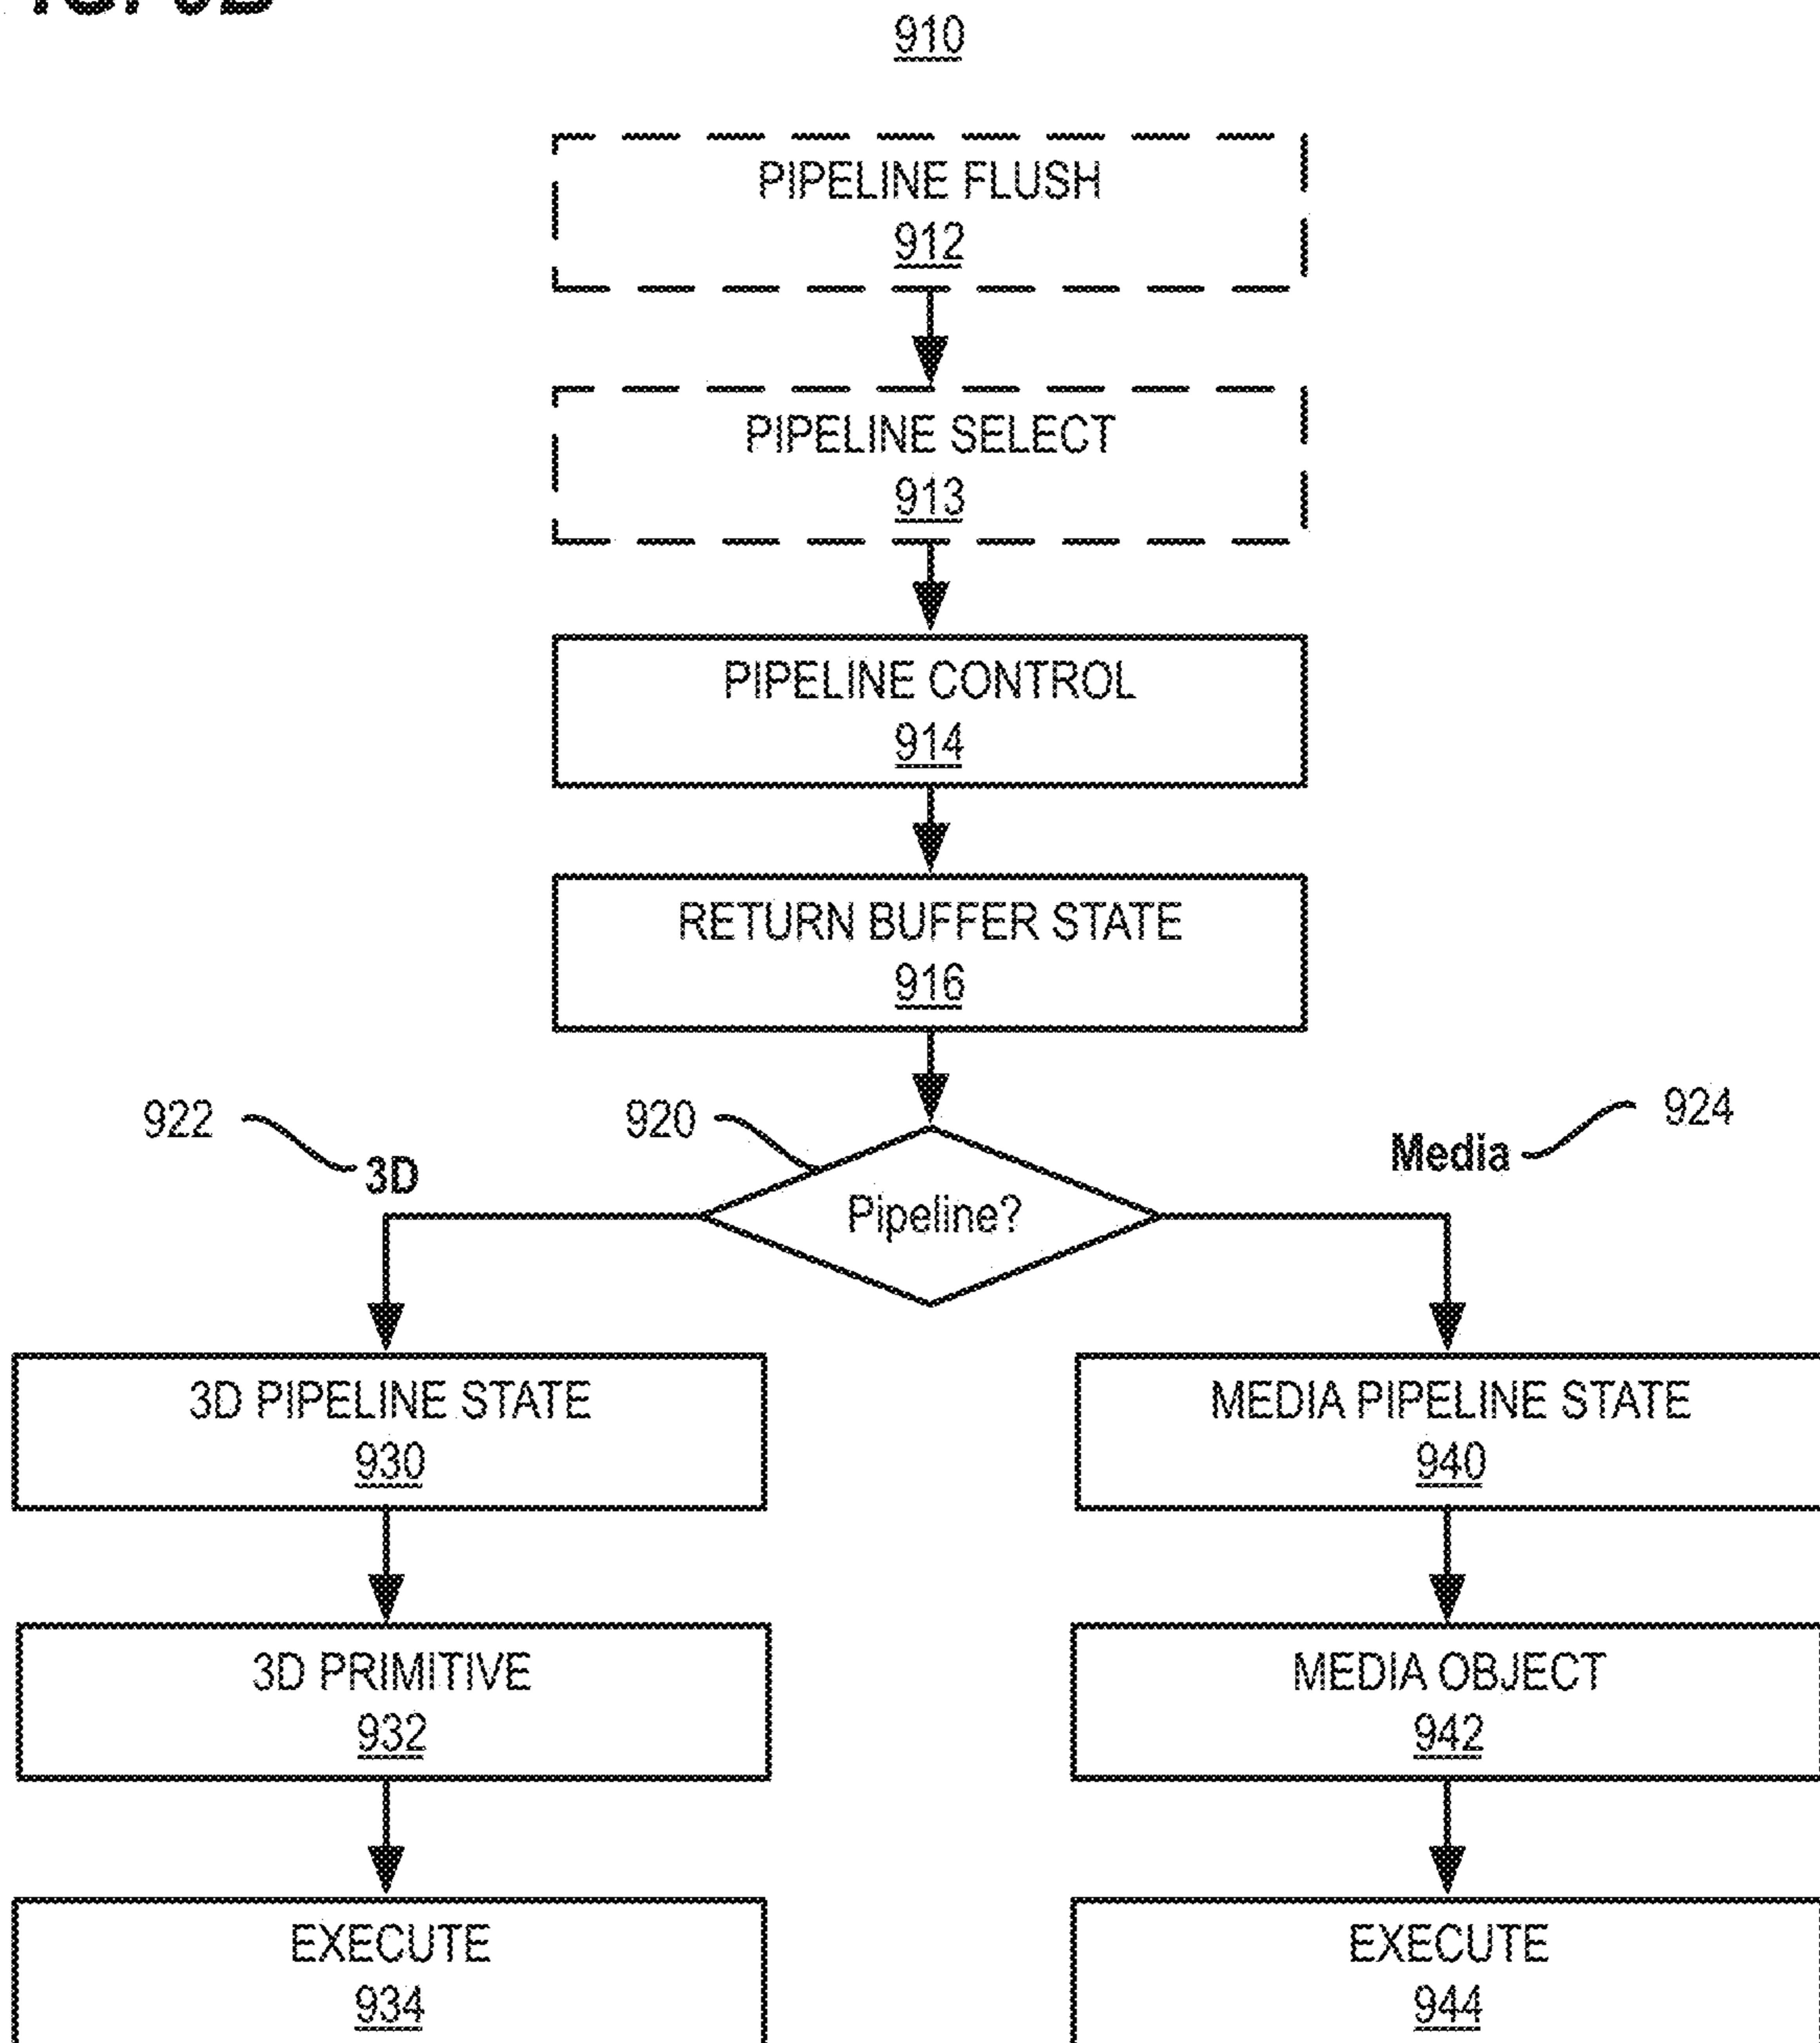 910
PIPELINE FLUSH
912
PIPELINE SELECT
913
PIPELINE CONTROL
914
RETURN BUFFER STATE
916
922
3D
920
Pipeline?
Media
924
3D PIPELINE STATE
930
MEDIA PIPELINE STATE
940
3D PRIMITIVE
932
MEDIA OBJECT
942
EXECUTE
934
EXECUTE
944